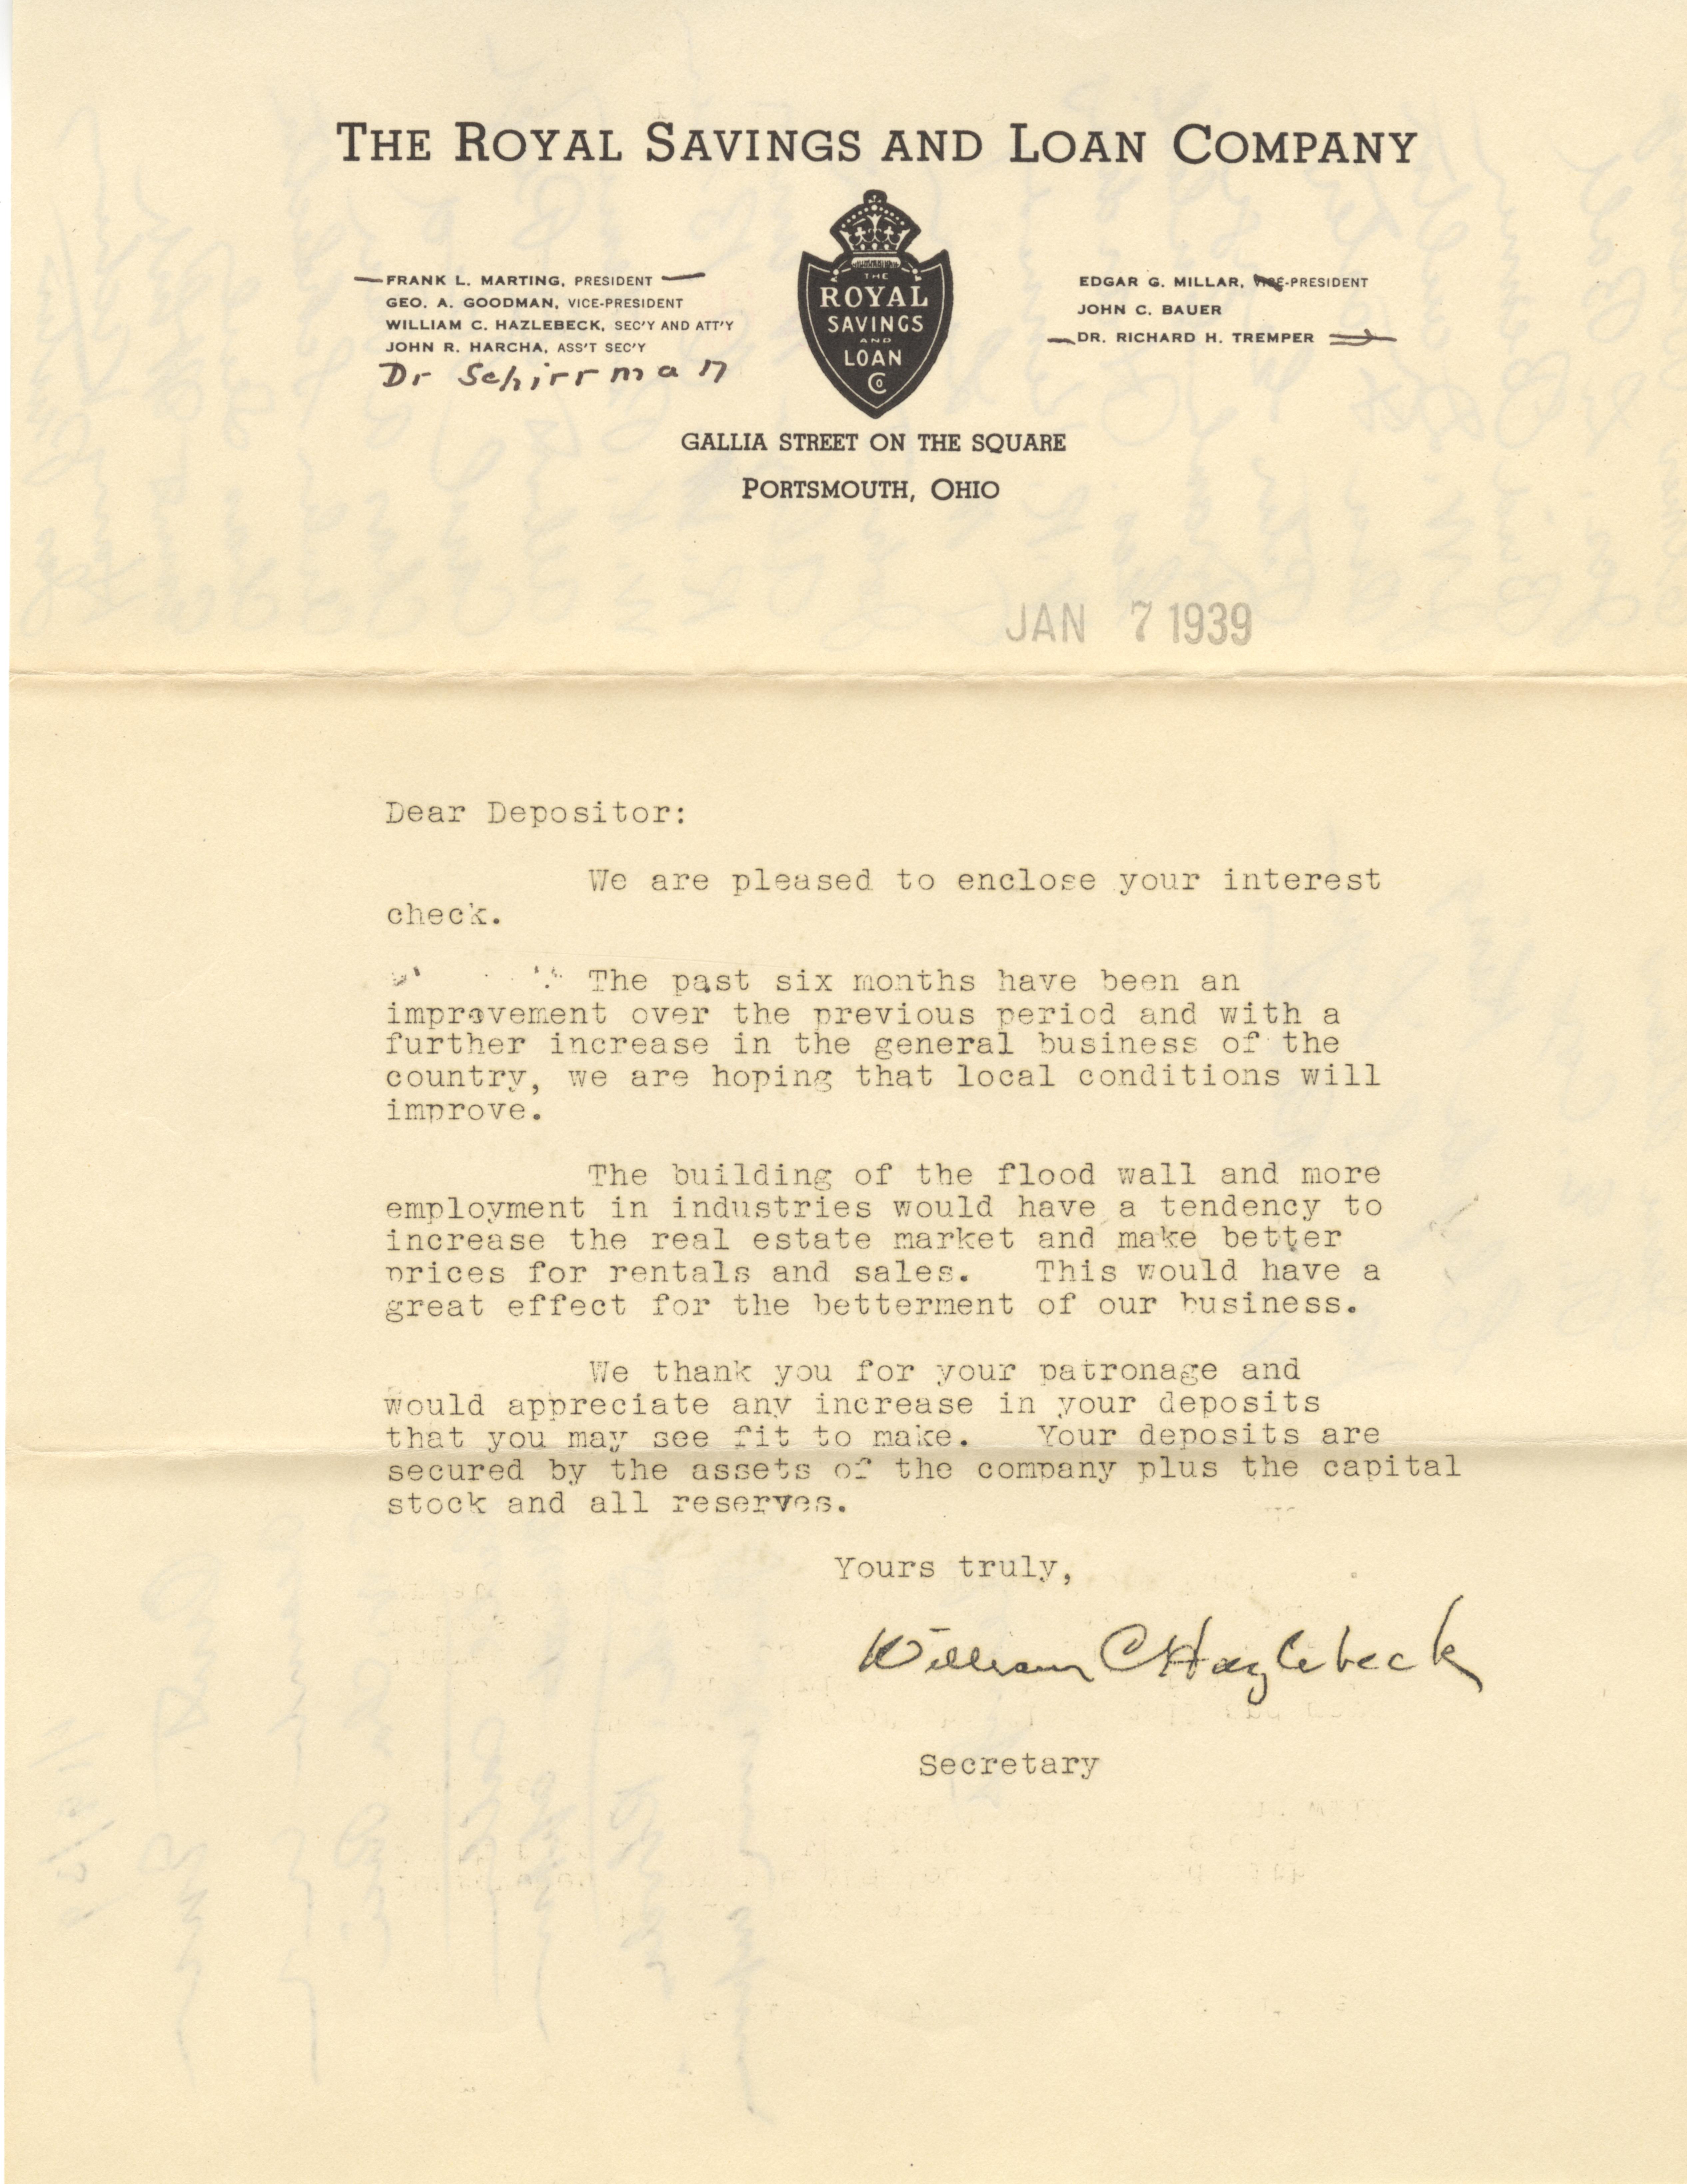 THE ROYAL SAVINGS AND LOAN COMPANY
FRANK L. MARTING, PRESIDENT
GEO. A. GOODMAN, VICE-PRESIDENT
WILLIAM C. HAZLEBECK, SEC'Y AND ATT'Y
JOHN R. HARCHA, ASS'T SEC'Y
Dr Schirrman
THE
ROYAL
SAVINGS
AND
LOAN
CO
EDGAR G. MILLAR, VICE-PRESIDENT
JOHN C. BAUER
DR. RICHARD H. TREMPER
GALLIA STREET ON THE SQUARE
PORTSMOUTH, OHIO
JAN 7 1939
Dear Depositor:
We are pleased to enclose your interest
check.
The past six months have been an
improvement over the previous period and with a
further increase in the general business of the
country, we are hoping that local conditions will
improve.
The building of the flood wall and more
employment in industries would have a tendency to
increase the real estate market and make better
prices for rentals and sales. This would have a
great effect for the betterment of our business.
We thank you for your patronage and
would appreciate any increase in your deposits
that you may see fit to make. Your deposits are
secured by the assets of the company plus the capital
stock and all reserves.
Yours truly,
William C Hazlebeck
Secretary